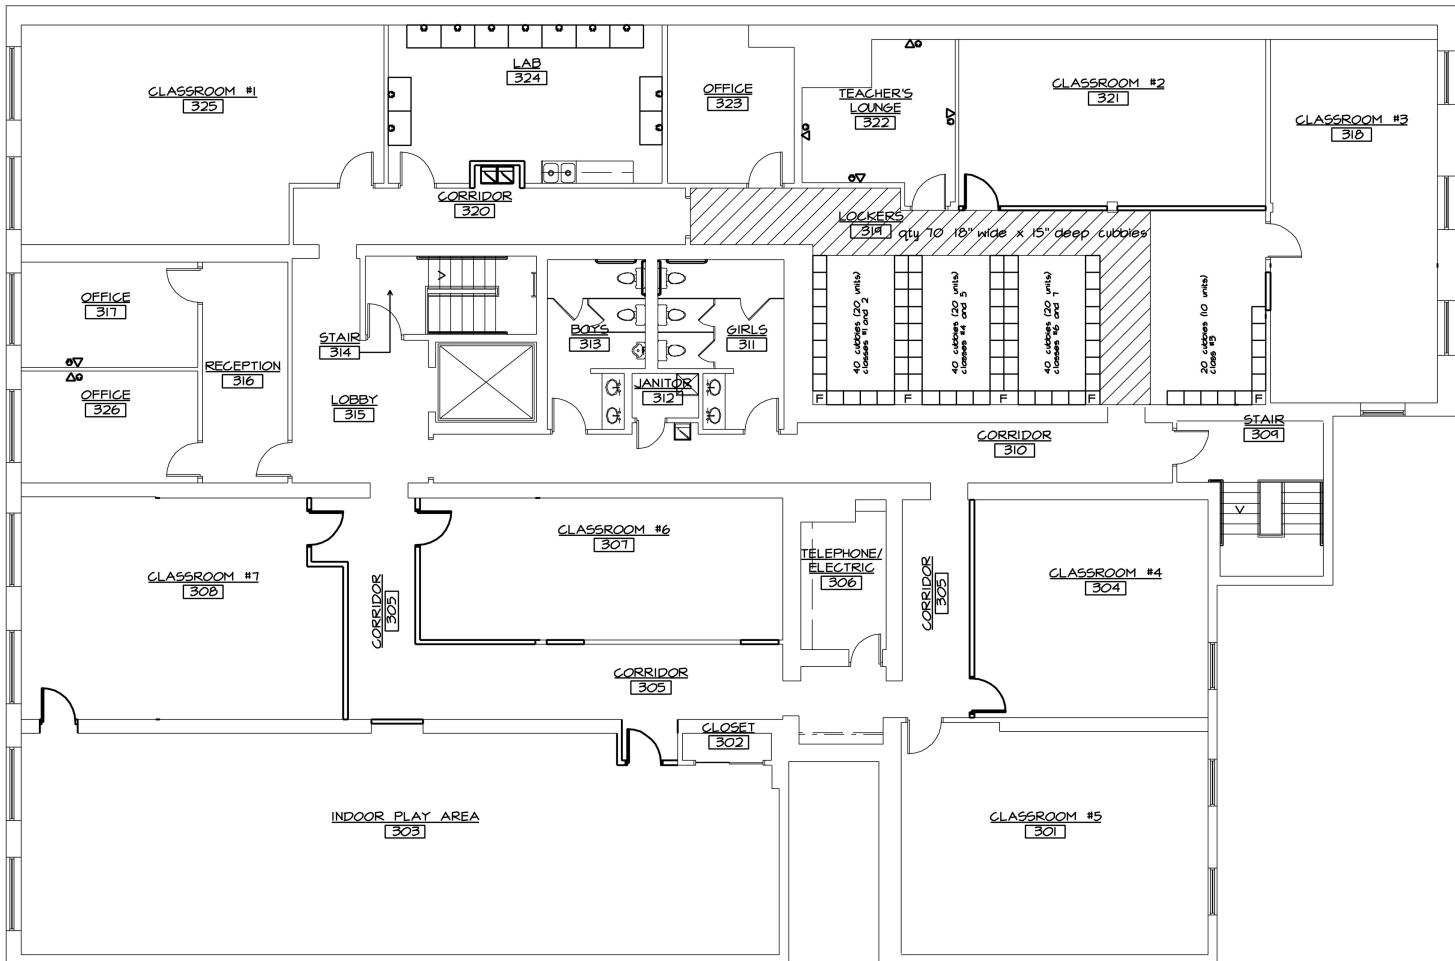 CLASSROOM #1
325
LAB
324
OFFICE
323
TEACHER'S
LOUNGE
322
CLASSROOM #2
321
CLASSROOM #3
318
CORRIDOR
320
LOCKERS
319
qty 70 18" wide x 15" deep cubbies
OFFICE
317
OFFICE
326
RECEPTION
316
STAIR
314
LOBBY
315
BOYS
313
GIRLS
311
JANITOR
312
40 cubbies (20 units)
classes #1 and 2
40 cubbies (20 units)
classes #4 and 5
40 cubbies (20 units)
classes #6 and 7
20 cubbies (10 units)
class #3
F
F
F
F
F
CORRIDOR
310
STAIR
309
CLASSROOM #7
308
CORRIDOR
305
CLASSROOM #6
307
TELEPHONE/
ELECTRIC
306
CORRIDOR
305
CLASSROOM #4
304
CORRIDOR
305
CLOSET
302
INDOOR PLAY AREA
303
CLASSROOM #5
301